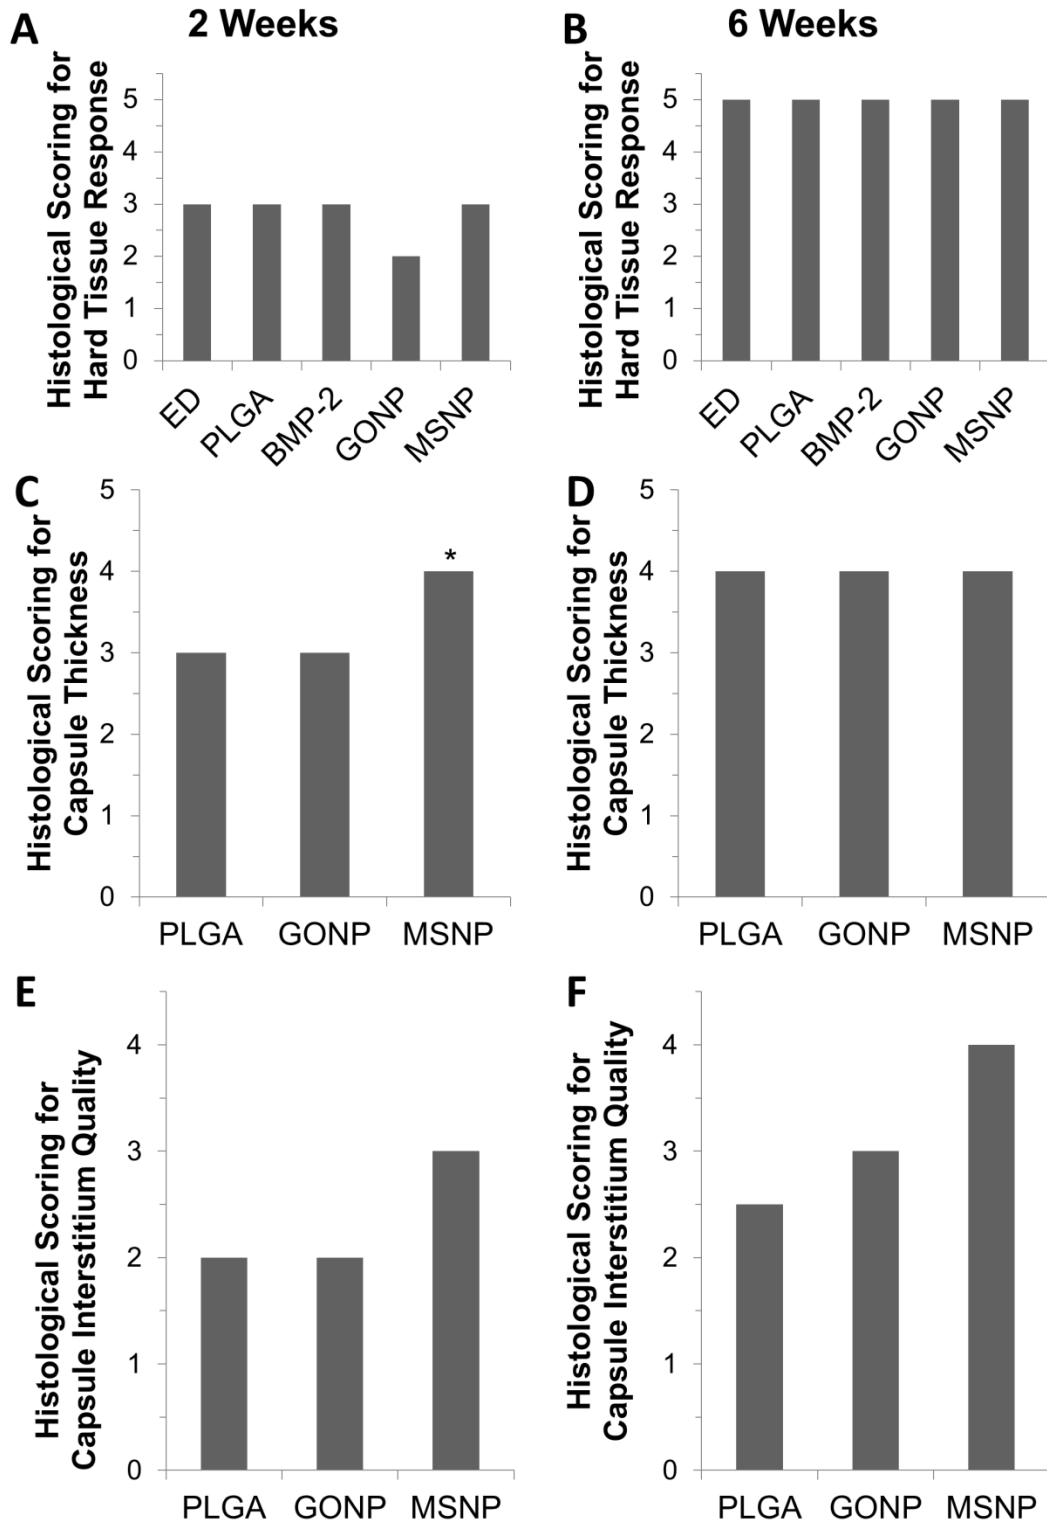 A
2 Weeks
Histological Scoring for
Hard Tissue Response
5
4
3
2
1
0
ED
PLGA
BMP-2
GONP
MSNP
B
6 Weeks
Histological Scoring for
Hard Tissue Response
5
4
3
2
1
0
ED
PLGA
BMP-2
GONP
MSNP
C
Histological Scoring for
Capsule Thickness
5
4
3
2
1
0
*
PLGA
GONP
MSNP
D
Histological Scoring for
Capsule Thickness
5
4
3
2
1
0
PLGA
GONP
MSNP
E
Histological Scoring for
Capsule Interstitium Quality
4
3
2
1
0
PLGA
GONP
MSNP
F
Histological Scoring for
Capsule Interstitium Quality
4
3
2
1
0
PLGA
GONP
MSNP